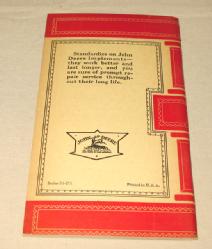 Standardize on John
Deere Implements—
they work better and
last longer, and you
are sure of prompt re-
pair service through-
out their long life.
JOHN DEERE
Printed in U.S.A.